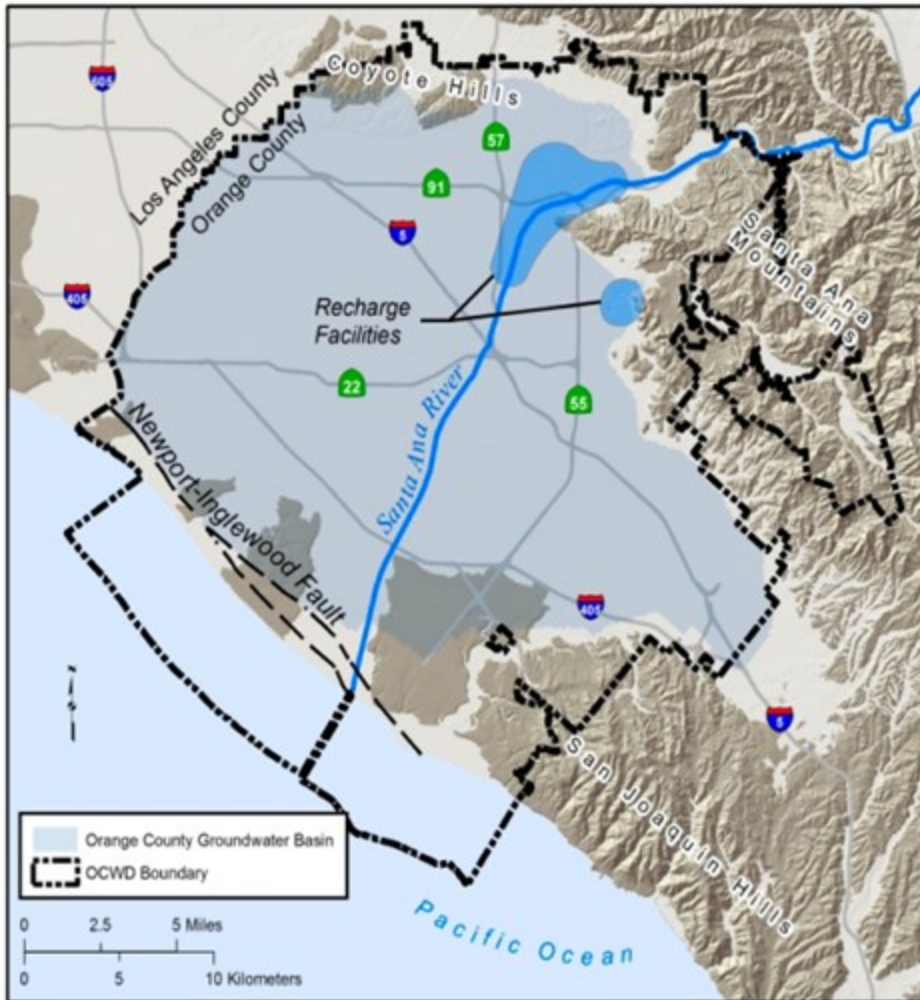 Coyote Hills
605
Los Angeles County
Orange County
57
91
5
Santa Ana
Mountains
405
Recharge
Facilities
22
55
Santa Ana River
Newport-Inglewood Fault
405
5
San Joaquin Hills
Orange County Groundwater Basin
OCWD Boundary
0 2.5 5 Miles
0 5 10 Kilometers
Pacific Ocean